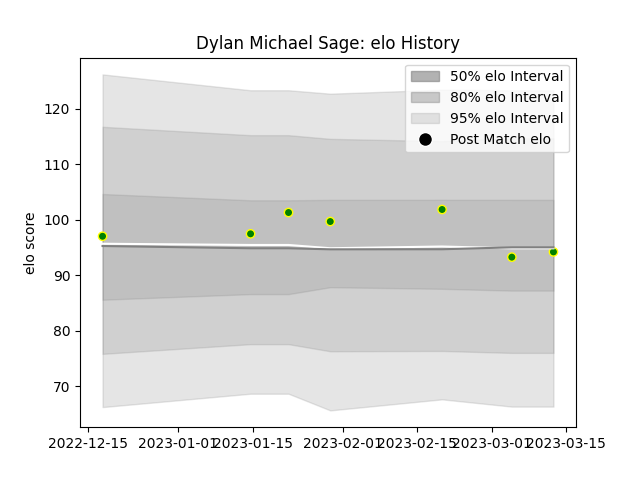 Dylan Michael Sage: elo History
50% elo Interval
80% elo Interval
95% elo Interval
Post Match elo
elo score
120
110
100
90
80
70
2022-12-15 2023-01-01 2023-01-15 2023-02-01 2023-02-15 2023-03-01 2023-03-15